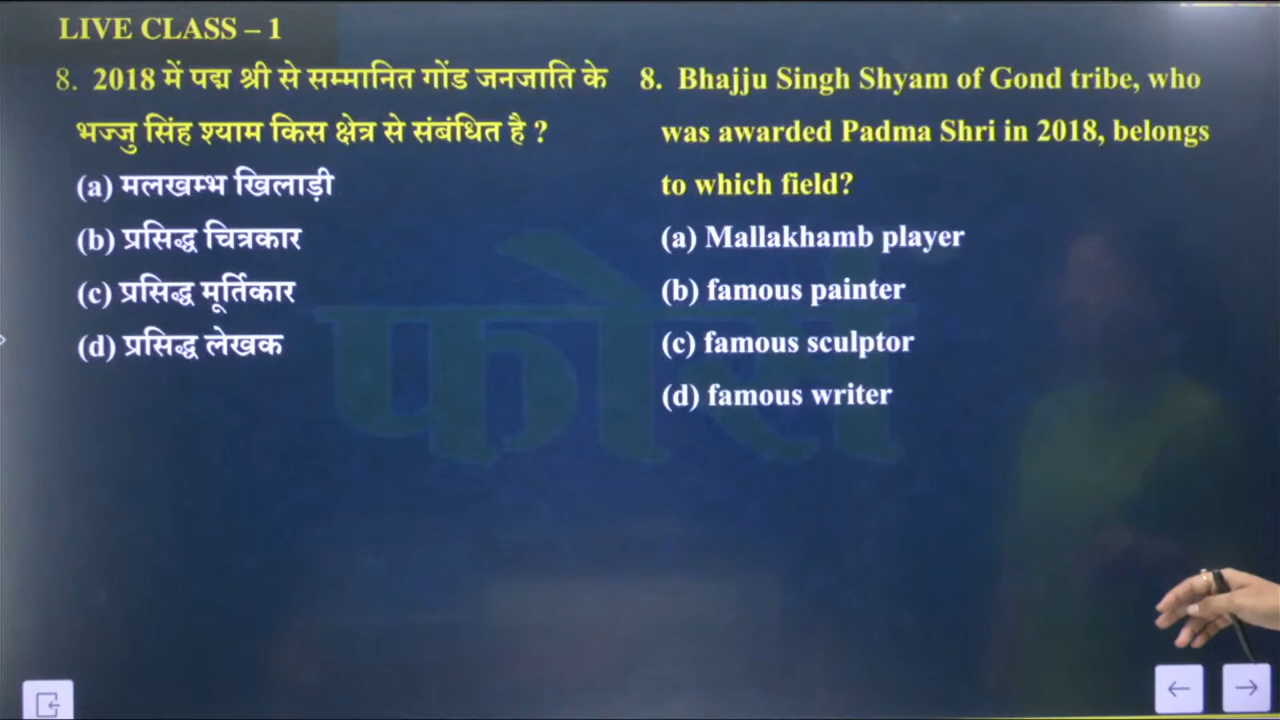 LIVE CLASS – 1
8. 2018 में पद्म श्री से सम्मानित गोंड जनजाति के
भज्जु सिंह श्याम किस क्षेत्र से संबंधित है ?
(a) मलखम्भ खिलाड़ी
(b) प्रसिद्ध चित्रकार
(c) प्रसिद्ध मूर्तिकार
(d) प्रसिद्ध लेखक
8. Bhajju Singh Shyam of Gond tribe, who
was awarded Padma Shri in 2018, belongs
to which field?
(a) Mallakhamb player
(b) famous painter
(c) famous sculptor
(d) famous writer
फोर्स